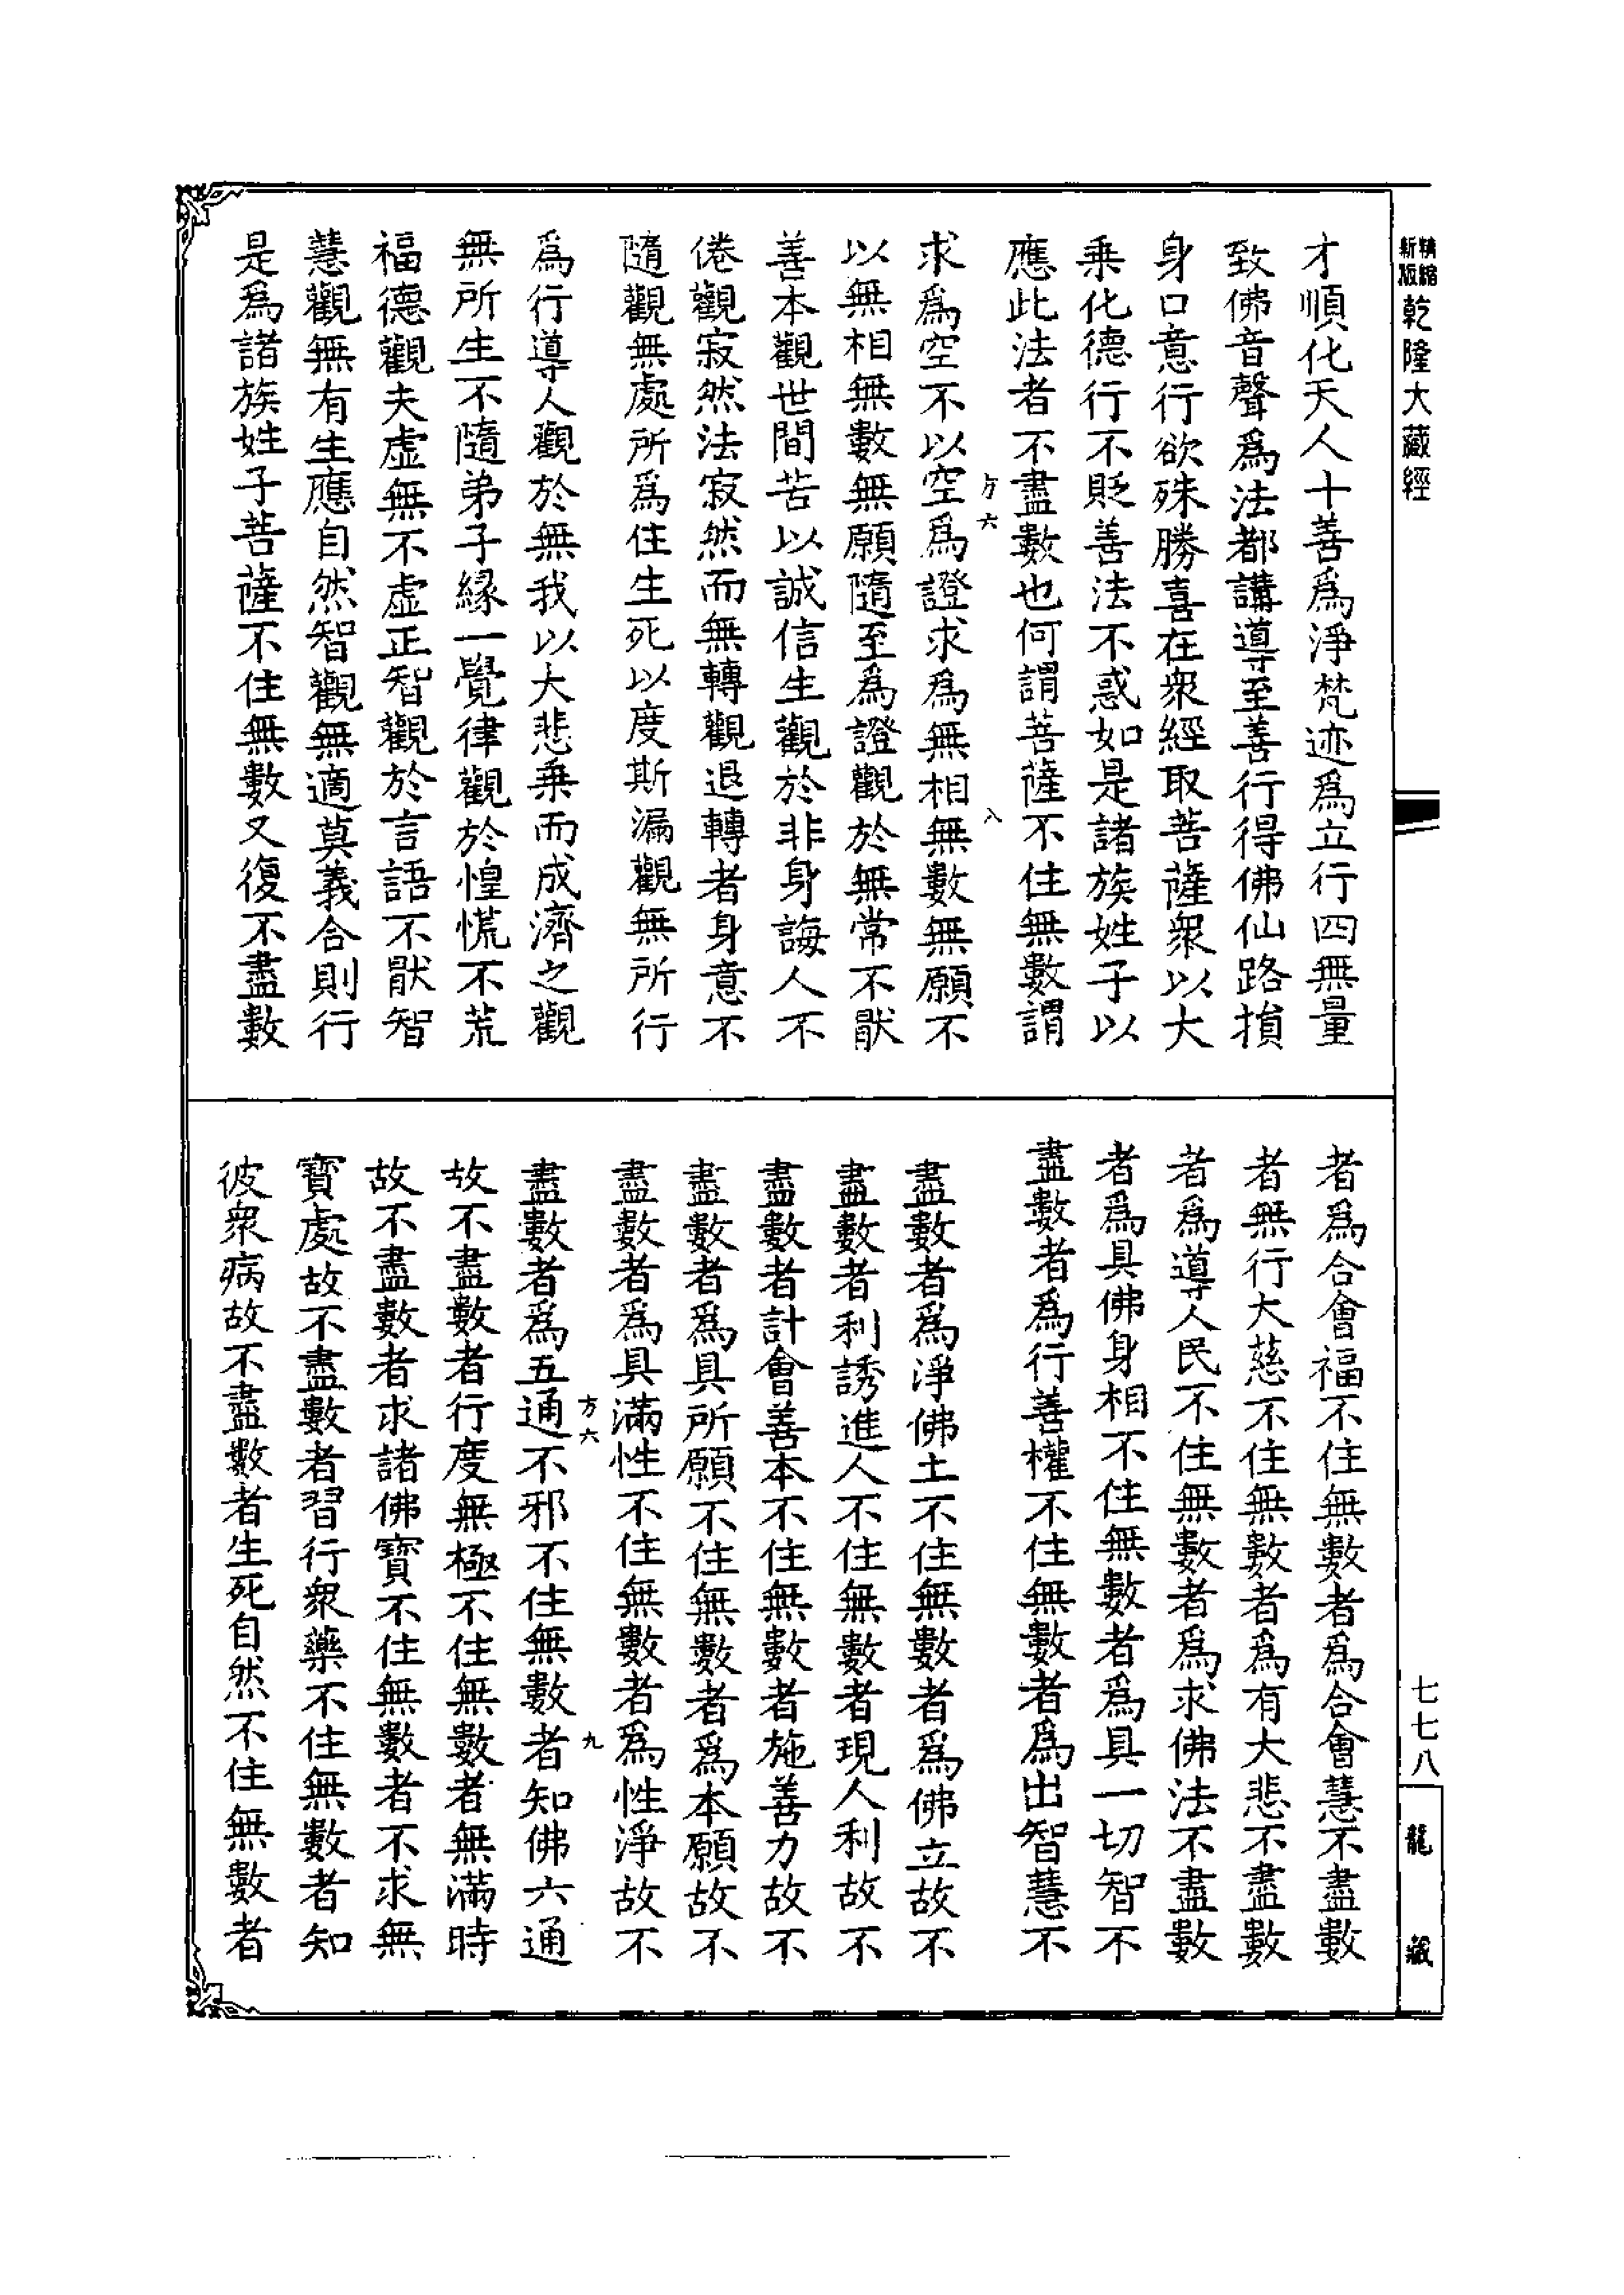 精縮
新版
乾隆大藏經
才順化天人十善爲淨梵迹爲立行四無量
致佛音聲爲法都講導至善行得佛仙路損
身口意行欲殊勝喜在衆經取菩薩衆以大
乗化德行不貶善法不惑如是諸族姓子以
應此法者不盡數也何謂菩薩不住無數謂
方六
入
求爲空不以空爲證求爲無相無數無願不
以無相無數無願隨至爲證觀於無常不猒
善本觀世間苦以誠信生觀於非身誨人不
倦觀寂然法寂然而無轉觀退轉者身意不
隨觀無處所爲住生死以度斯漏觀無所行
爲行導人觀於無我以大悲乗而成濟之觀
無所生不隨弟子緣一覺律觀於惶慌不荒
福德觀夫虛無不虛正智觀於言語不猒智
慧觀無有生應自然智觀無適莫義合則行
是爲諸族姓子菩薩不住無數又復不盡數
者爲合會福不住無數者爲合會慧不盡數
者無行大慈不住無數者爲有大悲不盡數
者爲導人民不住無數者爲求佛法不盡數
者爲具佛身相不住無數者爲具一切智不
盡數者爲行善權不住無數者爲出智慧不
盡數者爲淨佛土不住無數者爲佛立故不
盡數者利誘進人不住無數者現人利故不
盡數者計會善本不住無數者施善力故不
盡數者爲具所願不住無數者爲本願故不
盡數者爲具滿性不住無數者爲性淨故不
方六
九
盡數者爲五通不邪不住無數者知佛六通
故不盡數者行度無極不住無數者無滿時
故不盡數者求諸佛寶不住無數者不求無
寶處故不盡數者習行衆藥不住無數者知
彼衆病故不盡數者生死自然不住無數者
七七八
龍藏